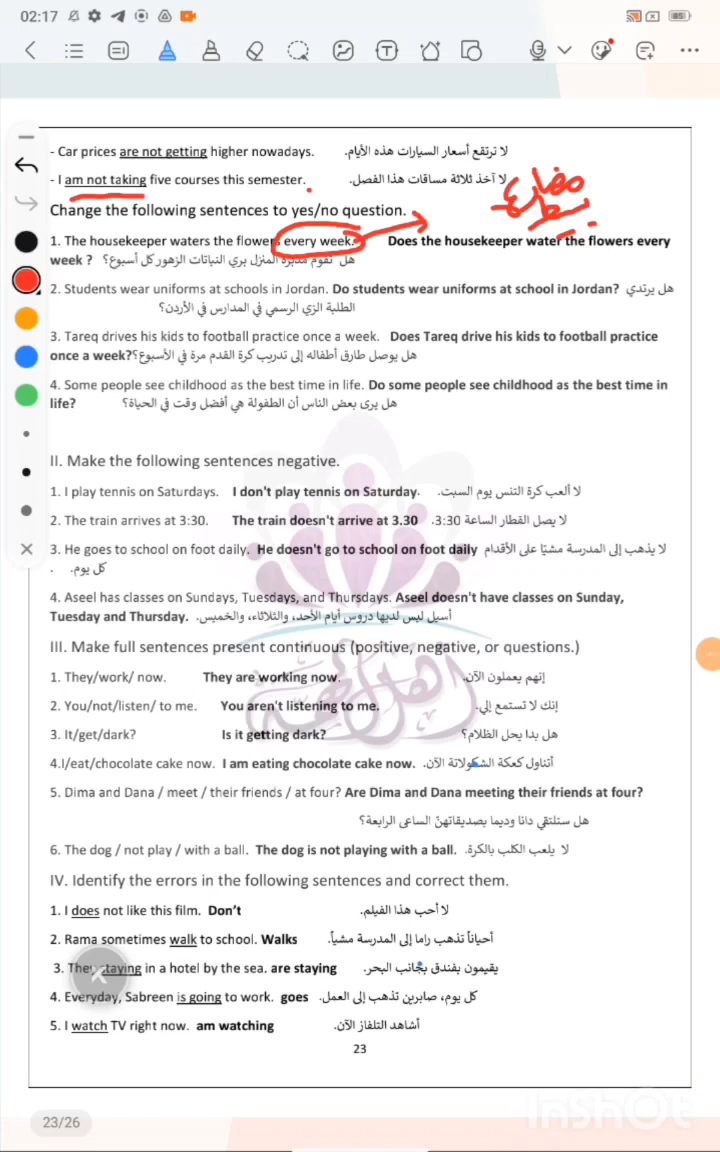 02:17
85
- Car prices are not getting higher nowadays. لا ترتفع أسعار السيارات هذه الأيام.
- I am not taking five courses this semester. لا آخذ ثلاثة مساقات هذا الفصل.
مضارع
بسيط
Change the following sentences to yes/no question.
1. The housekeeper waters the flowers every week. Does the housekeeper water the flowers every
week ? هل تقوم مدبرة المنزل بري النباتات الزهور كل أسبوع؟
2. Students wear uniforms at schools in Jordan. Do students wear uniforms at school in Jordan? هل يرتدي
الطلبة الزي الرسمي في المدارس في الأردن؟
3. Tareq drives his kids to football practice once a week. Does Tareq drive his kids to football practice
once a week? هل يوصل طارق أطفاله إلى تدريب كرة القدم مرة في الأسبوع؟
4. Some people see childhood as the best time in life. Do some people see childhood as the best time in
life? هل يرى بعض الناس أن الطفولة هي أفضل وقت في الحياة؟
II. Make the following sentences negative.
1. I play tennis on Saturdays. I don't play tennis on Saturday. لا ألعب كرة التنس يوم السبت.
2. The train arrives at 3:30. The train doesn't arrive at 3.30 لا يصل القطار الساعة 3:30.
3. He goes to school on foot daily. He doesn't go to school on foot daily لا يذهب إلى المدرسة مشيًا على الأقدام
كل يوم. .
4. Aseel has classes on Sundays, Tuesdays, and Thursdays. Aseel doesn't have classes on Sunday,
Tuesday and Thursday. أسيل ليس لديها دروس أيام الأحد، والثلاثاء، والخميس.
III. Make full sentences present continuous (positive, negative, or questions.)
1. They/work/ now. They are working now. إنهم يعملون الآن.
2. You/not/listen/ to me. You aren't listening to me. إنك لا تستمع إلي.
3. It/get/dark? Is it getting dark? هل بدا يحل الظلام؟
4.I/eat/chocolate cake now. I am eating chocolate cake now. أتناول كعكة الشكولاتة الآن.
5. Dima and Dana / meet / their friends / at four? Are Dima and Dana meeting their friends at four?
هل ستلتقي دانا وديما بصديقاتهنّ الساعى الرابعة؟
6. The dog / not play / with a ball. The dog is not playing with a ball. لا يلعب الكلب بالكرة.
IV. Identify the errors in the following sentences and correct them.
1. I does not like this film. Don't لا أحب هذا الفيلم.
2. Rama sometimes walk to school. Walks أحياناً تذهب راما إلى المدرسة مشياً.
3. They staying in a hotel by the sea. are staying يقيمون بفندق بجانب البحر.
4. Everyday, Sabreen is going to work. goes كل يوم، صابرين تذهب إلى العمل.
5. I watch TV right now. am watching أشاهد التلفاز الآن.
23
23/26
InShOt